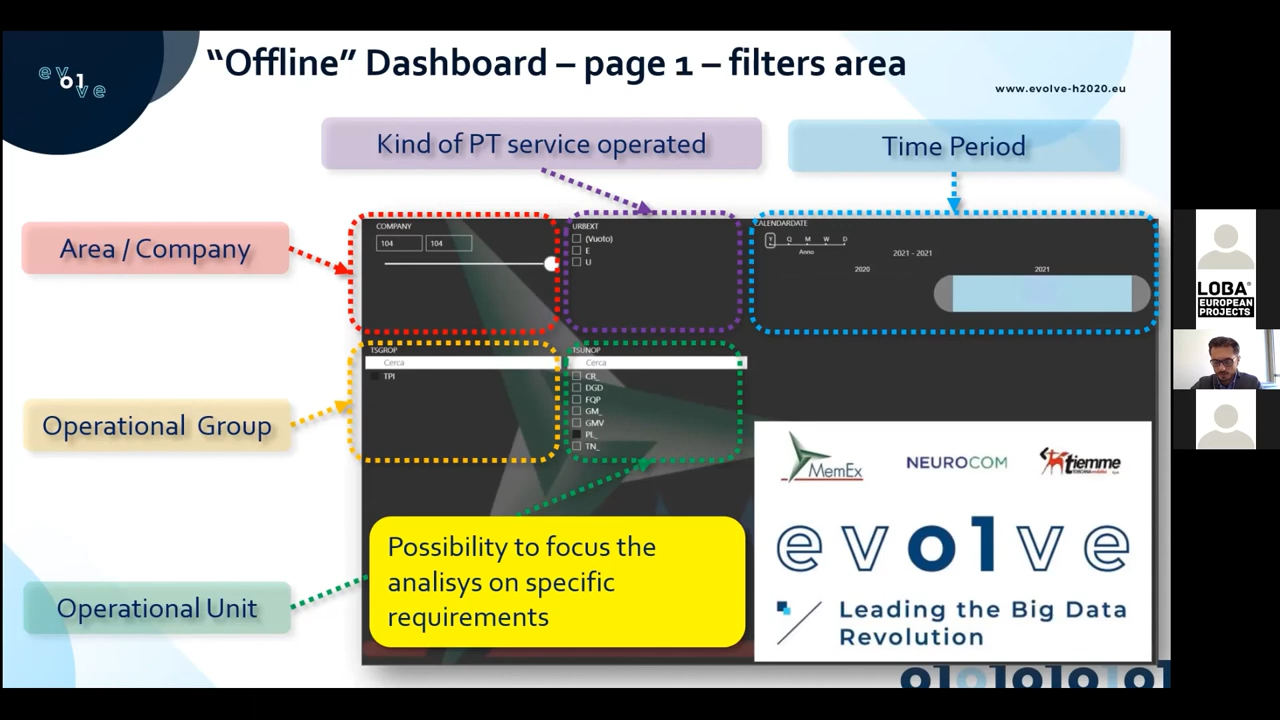 "Offline" Dashboard – page 1 – filters area
evo1ve
www.evolve-h2020.eu
Kind of PT service operated
Time Period
Area / Company
COMPANY
104
104
URBEXT
(Vuoto)
E
U
CALENDARDATE
Y Q M W D
Anno
2021 - 2021
2020
2021
Operational Group
TSGROP
Cerca
TPI
TSUNOP
Cerca
CR_
DGD
FQP
GM_
GMV
PL_
TN_
Operational Unit
Possibility to focus the
analisys on specific
requirements
MemEx
NEUROCOM
tiemme
evo1ve
Leading the Big Data
Revolution
LOBA
EUROPEAN
PROJECTS